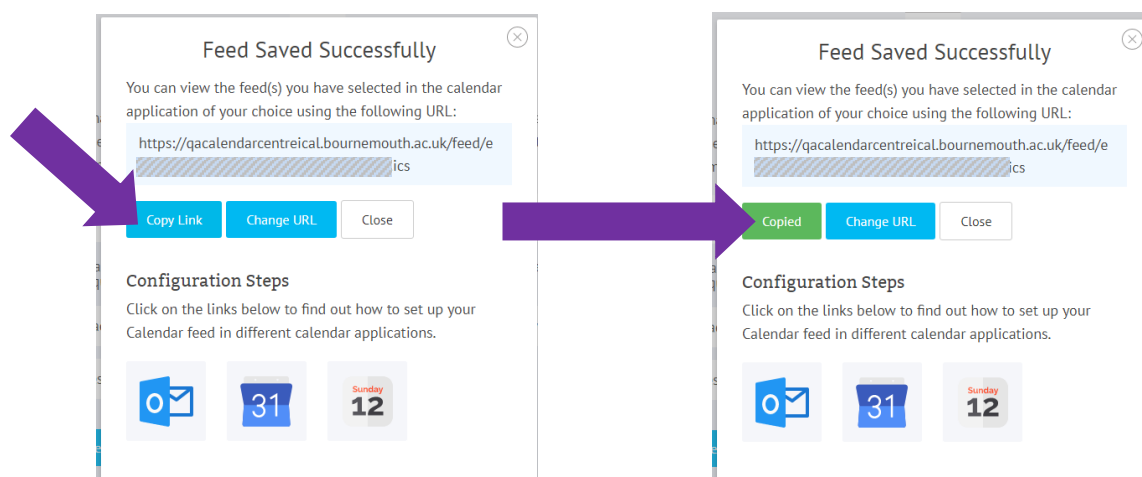 Feed Saved Successfully
You can view the feed(s) you have selected in the calendar
application of your choice using the following URL:
https://qacalendarcentreical.bournemouth.ac.uk/feed/e
ics
Copy Link
Change URL
Close
Configuration Steps
Click on the links below to find out how to set up your
Calendar feed in different calendar applications.
31
Sunday
12
Feed Saved Successfully
You can view the feed(s) you have selected in the calendar
application of your choice using the following URL:
https://qacalendarcentreical.bournemouth.ac.uk/feed/e
ics
Copied
Change URL
Close
Configuration Steps
Click on the links below to find out how to set up your
Calendar feed in different calendar applications.
31
Sunday
12